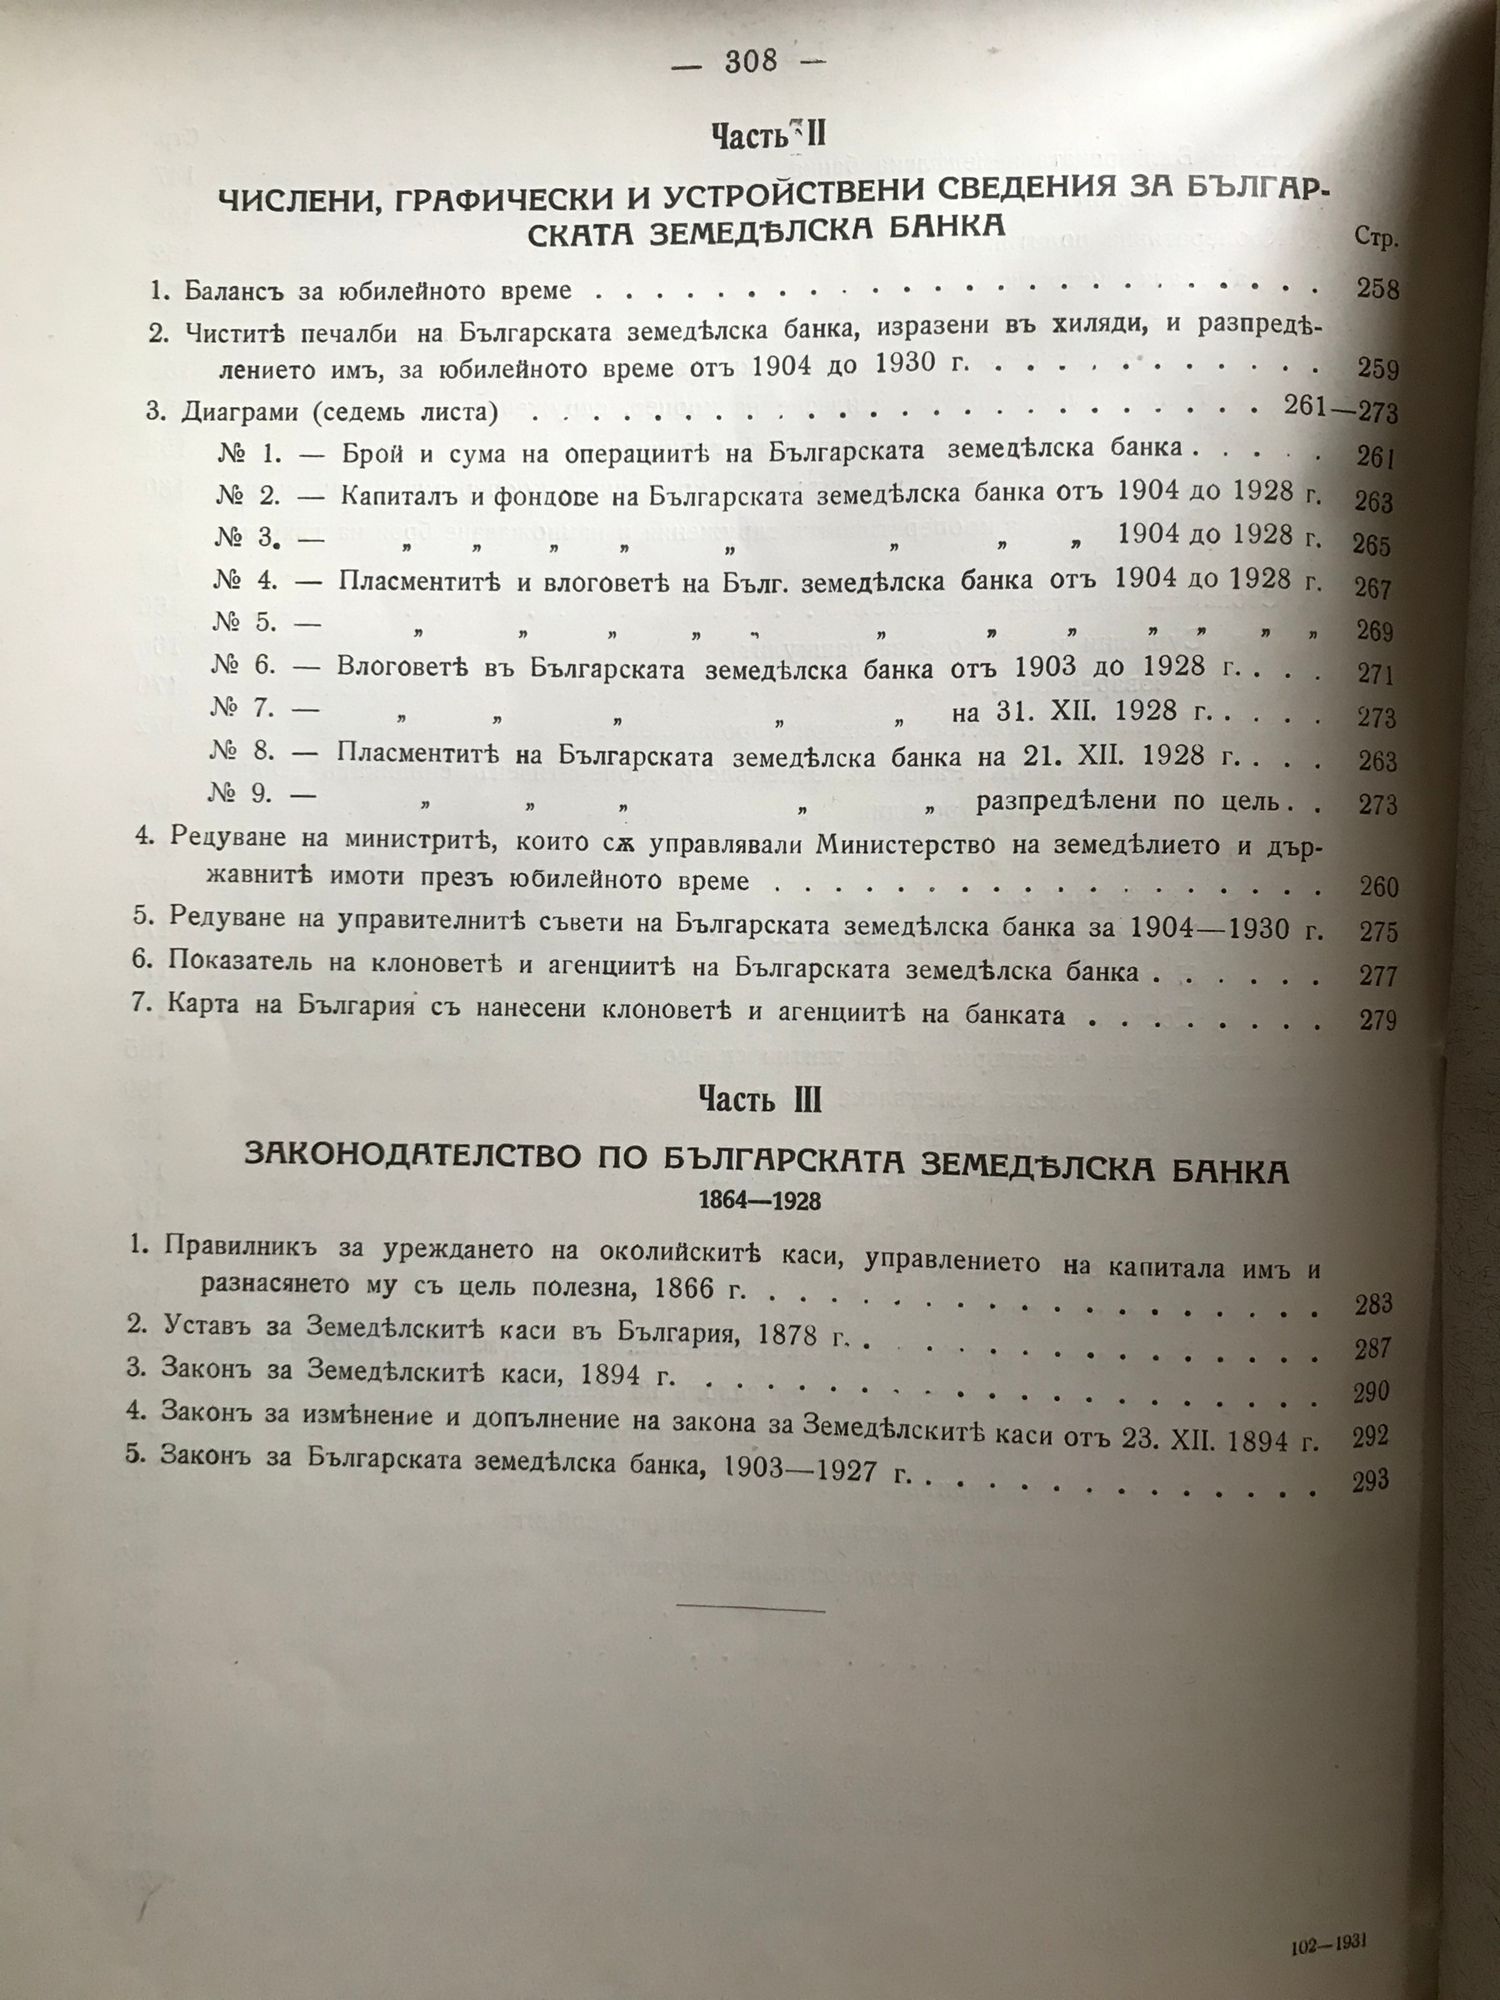 — 308 —
Часть II
ЧИСЛЕНИ, ГРАФИЧЕСКИ И УСТРОЙСТВЕНИ СВЕДЕНИЯ ЗА БЪЛГАР-
СКАТА ЗЕМЕДѢЛСКА БАНКА
Стр.
1. Балансъ за юбилейното време . . . . . . . . . . . . . . . . . . . . . . . . 258
2. Чиститѣ печалби на Българската земедѣлска банка, изразени въ хиляди, и разпредѣ-
лението имъ, за юбилейното време отъ 1904 до 1930 г. . . . . . . . . . . . . 259
3. Диаграми (седемь листа) . . . . . . . . . . . . . . . . . . . . . . . . 261—273
№ 1. — Брой и сума на операциитѣ на Българската земедѣлска банка . . . . . 261
№ 2. — Капиталъ и фондове на Българската земедѣлска банка отъ 1904 до 1928 г. 263
№ 3. — „ „ „ „ „ „ „ „ 1904 до 1928 г. 265
№ 4. — Пласментитѣ и влоговетѣ на Бълг. земедѣлска банка отъ 1904 до 1928 г. 267
№ 5. — „ „ „ „ „ „ „ „ „ „ „ „ 269
№ 6. — Влоговетѣ въ Българската земедѣлска банка отъ 1903 до 1928 г. . . . 271
№ 7. — „ „ „ „ „ на 31. XII. 1928 г. . . . . 273
№ 8. — Пласментитѣ на Българската земедѣлска банка на 21. XII. 1928 г. . . . 263
№ 9. — „ „ „ „ „ разпредѣлени по цель . . 273
4. Редуване на министритѣ, които сѫ управлявали Министерство на земедѣлието и дър-
жавнитѣ имоти презъ юбилейното време . . . . . . . . . . . . . . . . . . 260
5. Редуване на управителнитѣ съвети на Българската земедѣлска банка за 1904—1930 г. 275
6. Показатель на клоноветѣ и агенциитѣ на Българската земедѣлска банка . . . . . . 277
7. Карта на България съ нанесени клоноветѣ и агенциитѣ на банката . . . . . . . . 279
Часть III
ЗАКОНОДАТЕЛСТВО ПО БЪЛГАРСКАТА ЗЕМЕДѢЛСКА БАНКА
1864—1928
1. Правилникъ за уреждането на околийскитѣ каси, управлението на капитала имъ и
разнасянето му съ цель полезна, 1866 г. . . . . . . . . . . . . . . . . . . . 283
2. Уставъ за Земедѣлскитѣ каси въ България, 1878 г. . . . . . . . . . . . . . . . 287
3. Законъ за Земедѣлскитѣ каси, 1894 г. . . . . . . . . . . . . . . . . . . . . . 290
4. Законъ за измѣнение и допълнение на закона за Земедѣлскитѣ каси отъ 23. XII. 1894 г. 292
5. Законъ за Българската земедѣлска банка, 1903—1927 г. . . . . . . . . . . . . . . 293
102—1931